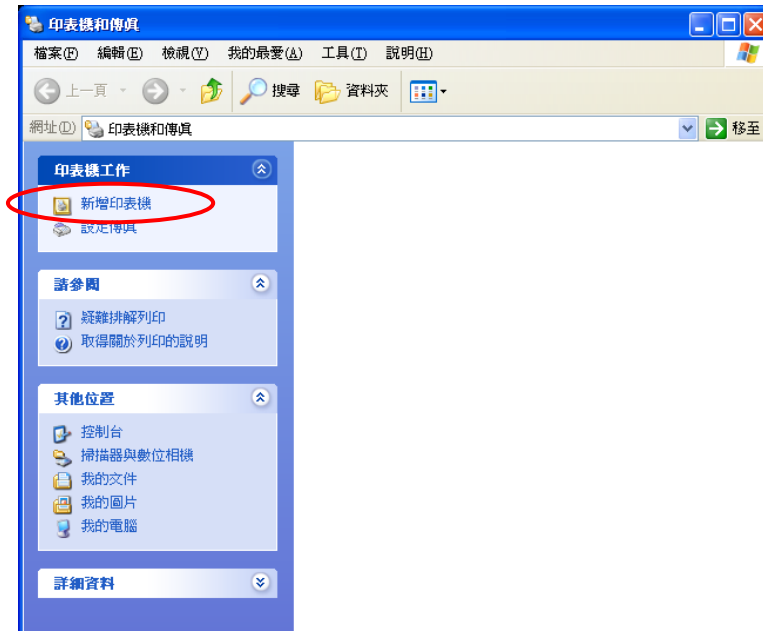 印表機和傳真
檔案(F) 編輯(E) 檢視(V) 我的最愛(A) 工具(T) 說明(H)
上一頁 搜尋 資料夾
網址(D) 印表機和傳真 移至
印表機工作
新增印表機
設定傳真
請參閱
疑難排解列印
取得關於列印的說明
其他位置
控制台
掃描器與數位相機
我的文件
我的圖片
我的電腦
詳細資料